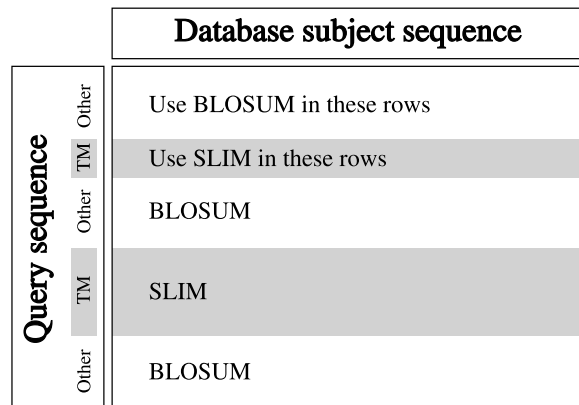 Database subject sequence
Query sequence
Other
Use BLOSUM in these rows
TM
Use SLIM in these rows
Other
BLOSUM
TM
SLIM
Other
BLOSUM